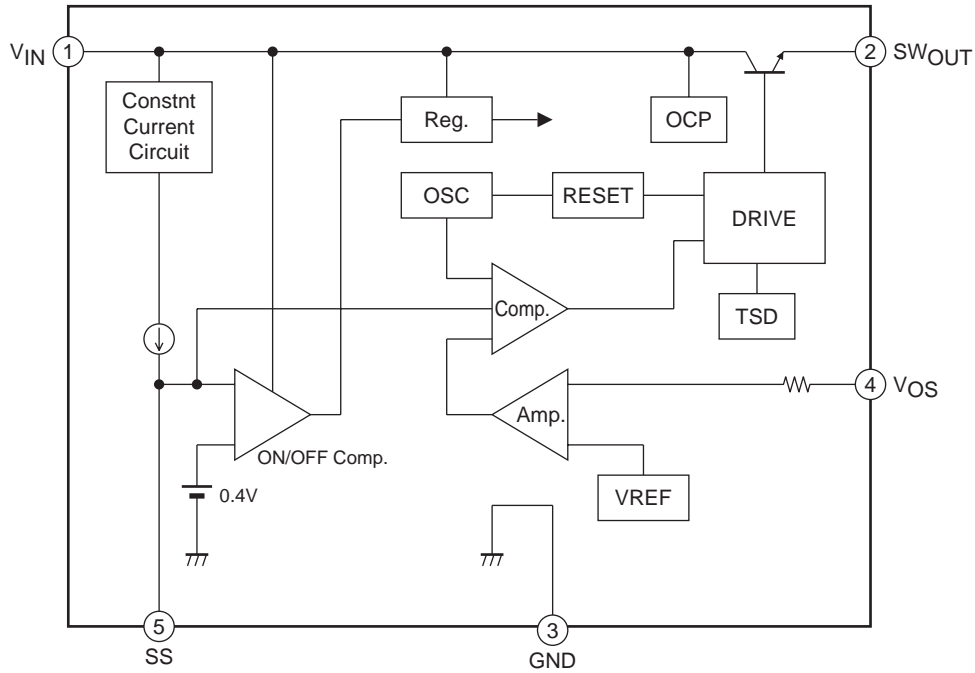 VIN
1
2
SWOUT
Constnt
Current
Circuit
Reg.
OCP
OSC
RESET
DRIVE
Comp.
TSD
4
VOS
Amp.
ON/OFF Comp.
0.4V
VREF
5
SS
3
GND